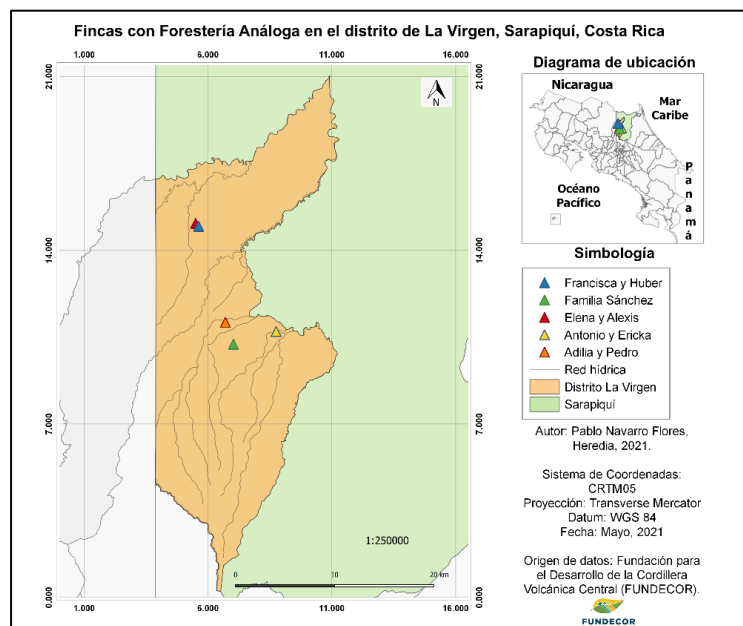 Fincas con Forestería Análoga en el distrito de La Virgen, Sarapiquí, Costa Rica
1.000 6.000 11.000 16.000
21.000 21.000
N
14.000 14.000
7.000 7.000
1:250000
0 10 20 km
0.000 0.000
1.000 6.000 11.000 16.000
Diagrama de ubicación
Nicaragua
Mar
Caribe
Océano
Pacífico
Panamá
Simbología
Francisca y Huber
Familia Sánchez
Elena y Alexis
Antonio y Ericka
Adilia y Pedro
Red hídrica
Distrito La Virgen
Sarapiquí
Autor: Pablo Navarro Flores,
Heredia, 2021.
Sistema de Coordenadas:
CRTM05
Proyección: Transverse Mercator
Datum: WGS 84
Fecha: Mayo, 2021
Origen de datos: Fundación para
el Desarrollo de la Cordillera
Volcánica Central (FUNDECOR).
FUNDECOR